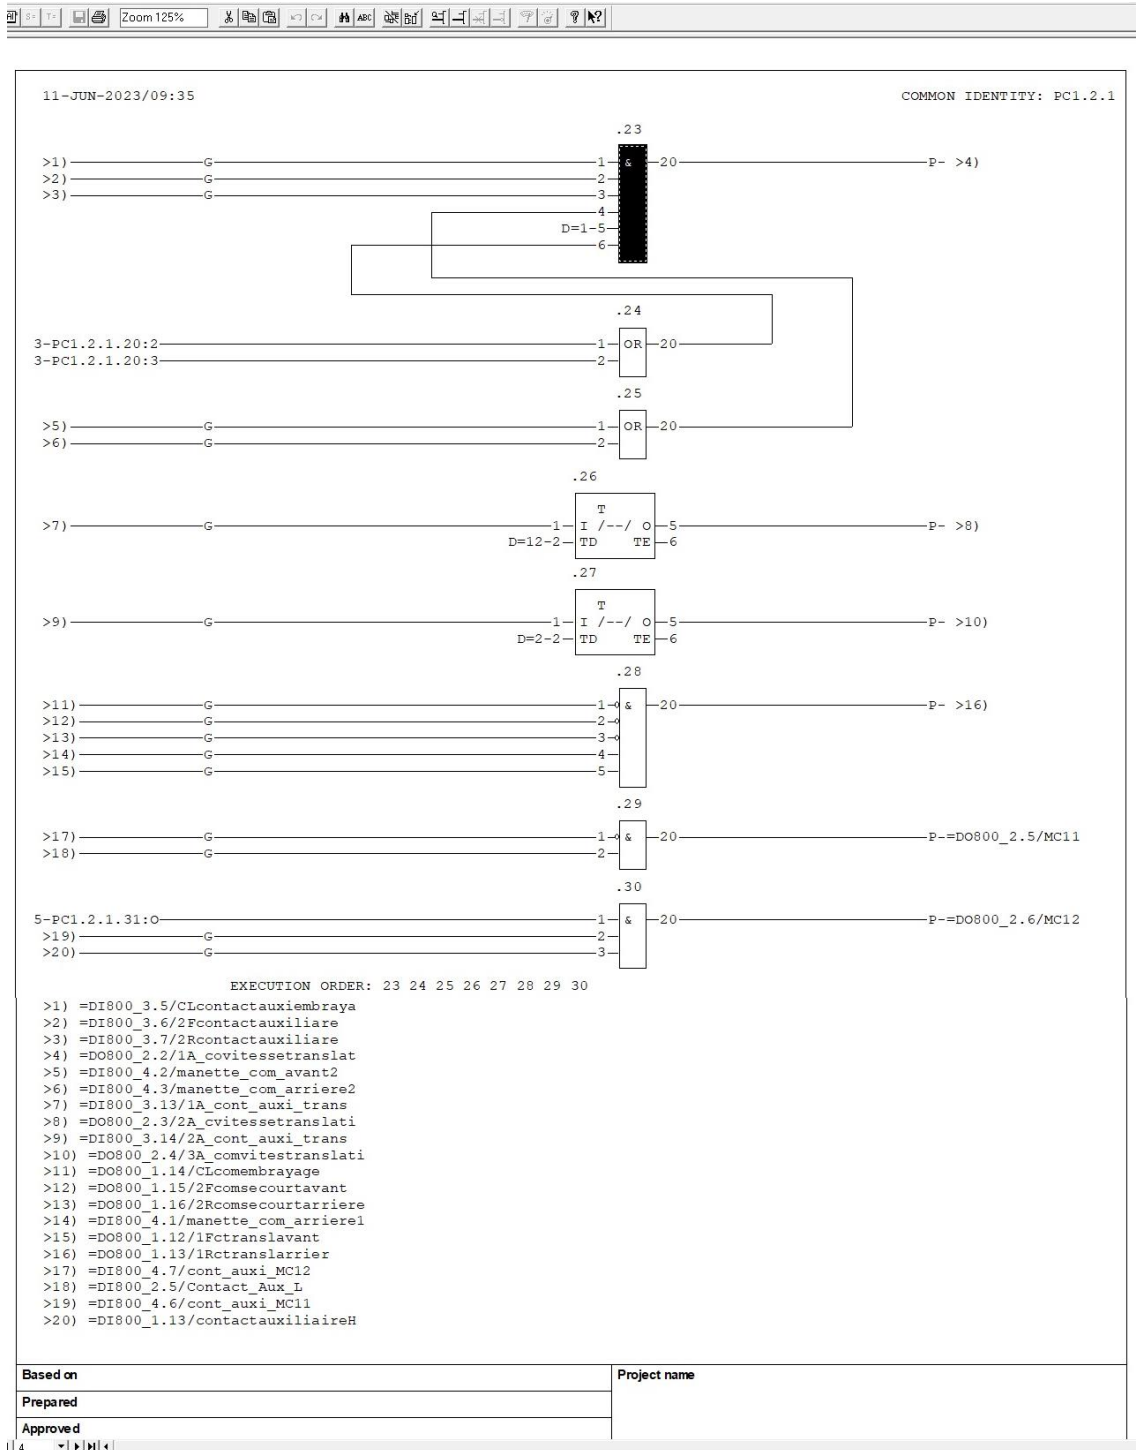 S= T= Zoom 125% ABC
11-JUN-2023/09:35 COMMON IDENTITY: PC1.2.1
.23
>1) G 1 & 20 P- >4)
>2) G 2
>3) G 3
4
D=1-5
6
.24
3-PC1.2.1.20:2 1 OR 20
3-PC1.2.1.20:3 2
.25
>5) G 1 OR 20
>6) G 2
.26
T
>7) G 1 I /--/ O 5 P- >8)
D=12-2 TD TE 6
.27
T
>9) G 1 I /--/ O 5 P- >10)
D=2-2 TD TE 6
.28
>11) G 1 & 20 P- >16)
>12) G 2
>13) G 3
>14) G 4
>15) G 5
.29
>17) G 1 & 20 P-=DO800_2.5/MC11
>18) G 2
.30
5-PC1.2.1.31:O 1 & 20 P-=DO800_2.6/MC12
>19) G 2
>20) G 3
EXECUTION ORDER: 23 24 25 26 27 28 29 30
>1) =DI800_3.5/CLcontactauxiembraya
>2) =DI800_3.6/2Fcontactauxiliare
>3) =DI800_3.7/2Rcontactauxiliare
>4) =DO800_2.2/1A_covitessetranslat
>5) =DI800_4.2/manette_com_avant2
>6) =DI800_4.3/manette_com_arriere2
>7) =DI800_3.13/1A_cont_auxi_trans
>8) =DO800_2.3/2A_cvitessetranslati
>9) =DI800_3.14/2A_cont_auxi_trans
>10) =DO800_2.4/3A_comvitestranslati
>11) =DO800_1.14/CLcomembrayage
>12) =DO800_1.15/2Fcomsecourtavant
>13) =DO800_1.16/2Rcomsecourtarriere
>14) =DI800_4.1/manette_com_arriere1
>15) =DO800_1.12/1Fctranslavant
>16) =DO800_1.13/1Rctranslarrier
>17) =DI800_4.7/cont_auxi_MC12
>18) =DI800_2.5/Contact_Aux_L
>19) =DI800_4.6/cont_auxi_MC11
>20) =DI800_1.13/contactauxiliaireH
Based on Project name
Prepared
Approved
4